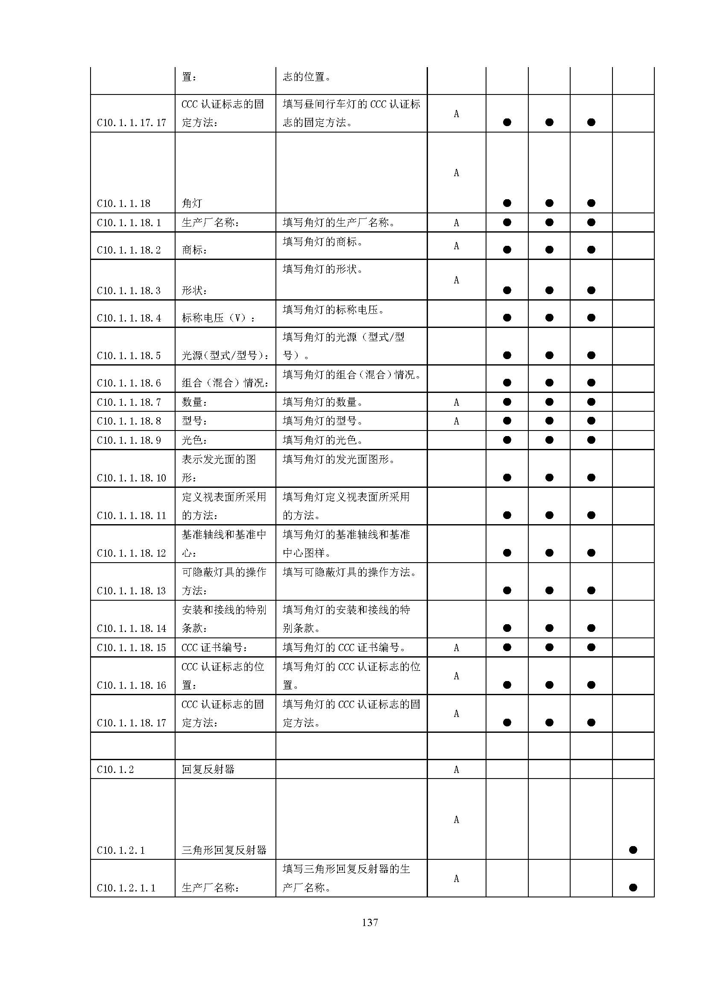 置： 志的位置。
CCC 认证标志的固 填写昼间行车灯的 CCC 认证标
C10.1.1.17.17 定方法： 志的固定方法。 A ● ● ●
C10.1.1.18 角灯 A ● ● ●
C10.1.1.18.1 生产厂名称： 填写角灯的生产厂名称。 A ● ● ●
C10.1.1.18.2 商标： 填写角灯的商标。 A ● ● ●
C10.1.1.18.3 形状： 填写角灯的形状。 A ● ● ●
C10.1.1.18.4 标称电压（V）： 填写角灯的标称电压。 ● ● ●
填写角灯的光源（型式/型
C10.1.1.18.5 光源（型式/型号）： 号）。 ● ● ●
C10.1.1.18.6 组合（混合）情况： 填写角灯的组合（混合）情况。 ● ● ●
C10.1.1.18.7 数量： 填写角灯的数量。 A ● ● ●
C10.1.1.18.8 型号： 填写角灯的型号。 A ● ● ●
C10.1.1.18.9 光色： 填写角灯的光色。 ● ● ●
表示发光面的图 填写角灯的发光面图形。
C10.1.1.18.10 形： ● ● ●
定义视表面所采用 填写角灯定义视表面所采用
C10.1.1.18.11 的方法： 的方法。 ● ● ●
基准轴线和基准中 填写角灯的基准轴线和基准
C10.1.1.18.12 心： 中心图样。 ● ● ●
可隐蔽灯具的操作 填写可隐蔽灯具的操作方法。
C10.1.1.18.13 方法： ● ● ●
安装和接线的特别 填写角灯的安装和接线的特
C10.1.1.18.14 条款： 别条款。 ● ● ●
C10.1.1.18.15 CCC 证书编号： 填写角灯的 CCC 证书编号。 A ● ● ●
CCC 认证标志的位 填写角灯的 CCC 认证标志的位
C10.1.1.18.16 置： 置。 A ● ● ●
CCC 认证标志的固 填写角灯的 CCC 认证标志的固
C10.1.1.18.17 定方法： 定方法。 A ● ● ●
C10.1.2 回复反射器 A
C10.1.2.1 三角形回复反射器 A ●
填写三角形回复反射器的生
C10.1.2.1.1 生产厂名称： 产厂名称。 A ●
137